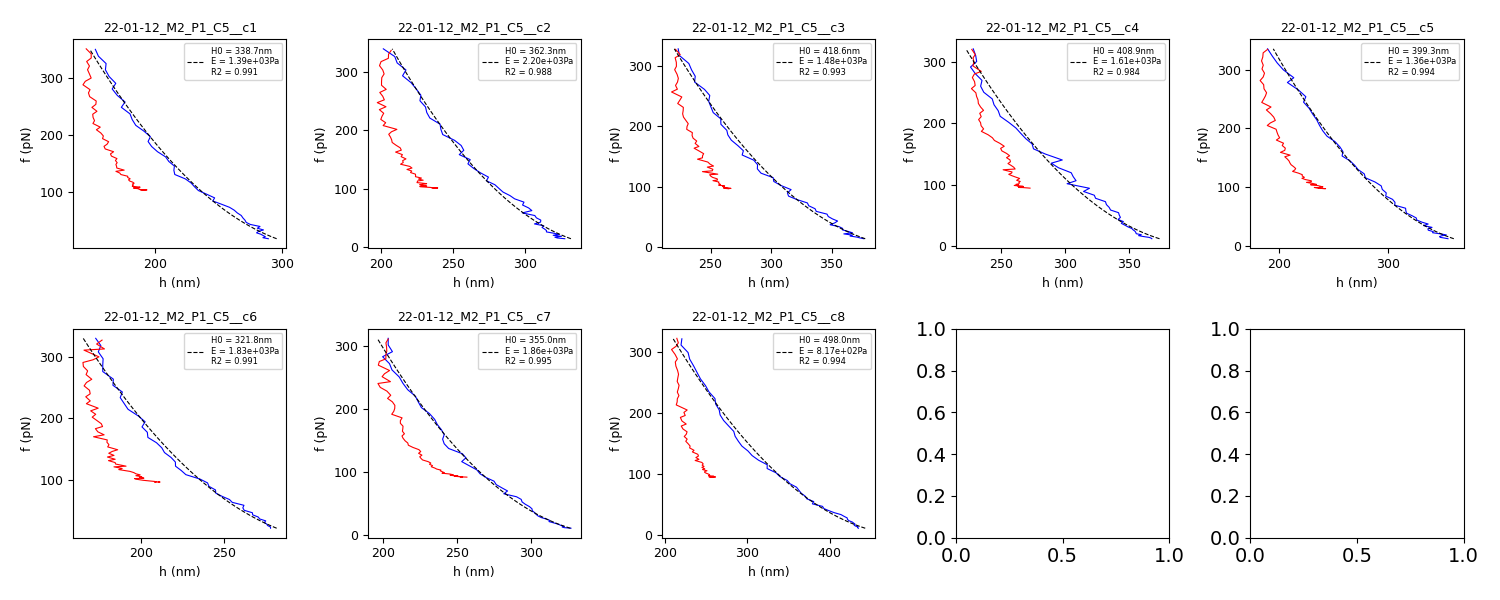 22-01-12_M2_P1_C5__c1
H0 = 338.7nm
E = 1.39e+03Pa
R2 = 0.991
f (pN)
300
200
100
200 300
h (nm)
22-01-12_M2_P1_C5__c2
H0 = 362.3nm
E = 2.20e+03Pa
R2 = 0.988
f (pN)
300
200
100
0
200 250 300
h (nm)
22-01-12_M2_P1_C5__c3
H0 = 418.6nm
E = 1.48e+03Pa
R2 = 0.993
f (pN)
300
200
100
0
250 300 350
h (nm)
22-01-12_M2_P1_C5__c4
H0 = 408.9nm
E = 1.61e+03Pa
R2 = 0.984
f (pN)
300
200
100
0
250 300 350
h (nm)
22-01-12_M2_P1_C5__c5
H0 = 399.3nm
E = 1.36e+03Pa
R2 = 0.994
f (pN)
300
200
100
0
200 300
h (nm)
22-01-12_M2_P1_C5__c6
H0 = 321.8nm
E = 1.83e+03Pa
R2 = 0.991
f (pN)
300
200
100
200 250
h (nm)
22-01-12_M2_P1_C5__c7
H0 = 355.0nm
E = 1.86e+03Pa
R2 = 0.995
f (pN)
300
200
100
0
200 250 300
h (nm)
22-01-12_M2_P1_C5__c8
H0 = 498.0nm
E = 8.17e+02Pa
R2 = 0.994
f (pN)
300
200
100
0
200 300 400
h (nm)
1.0
0.8
0.6
0.4
0.2
0.0
0.0 0.5 1.0
1.0
0.8
0.6
0.4
0.2
0.0
0.0 0.5 1.0